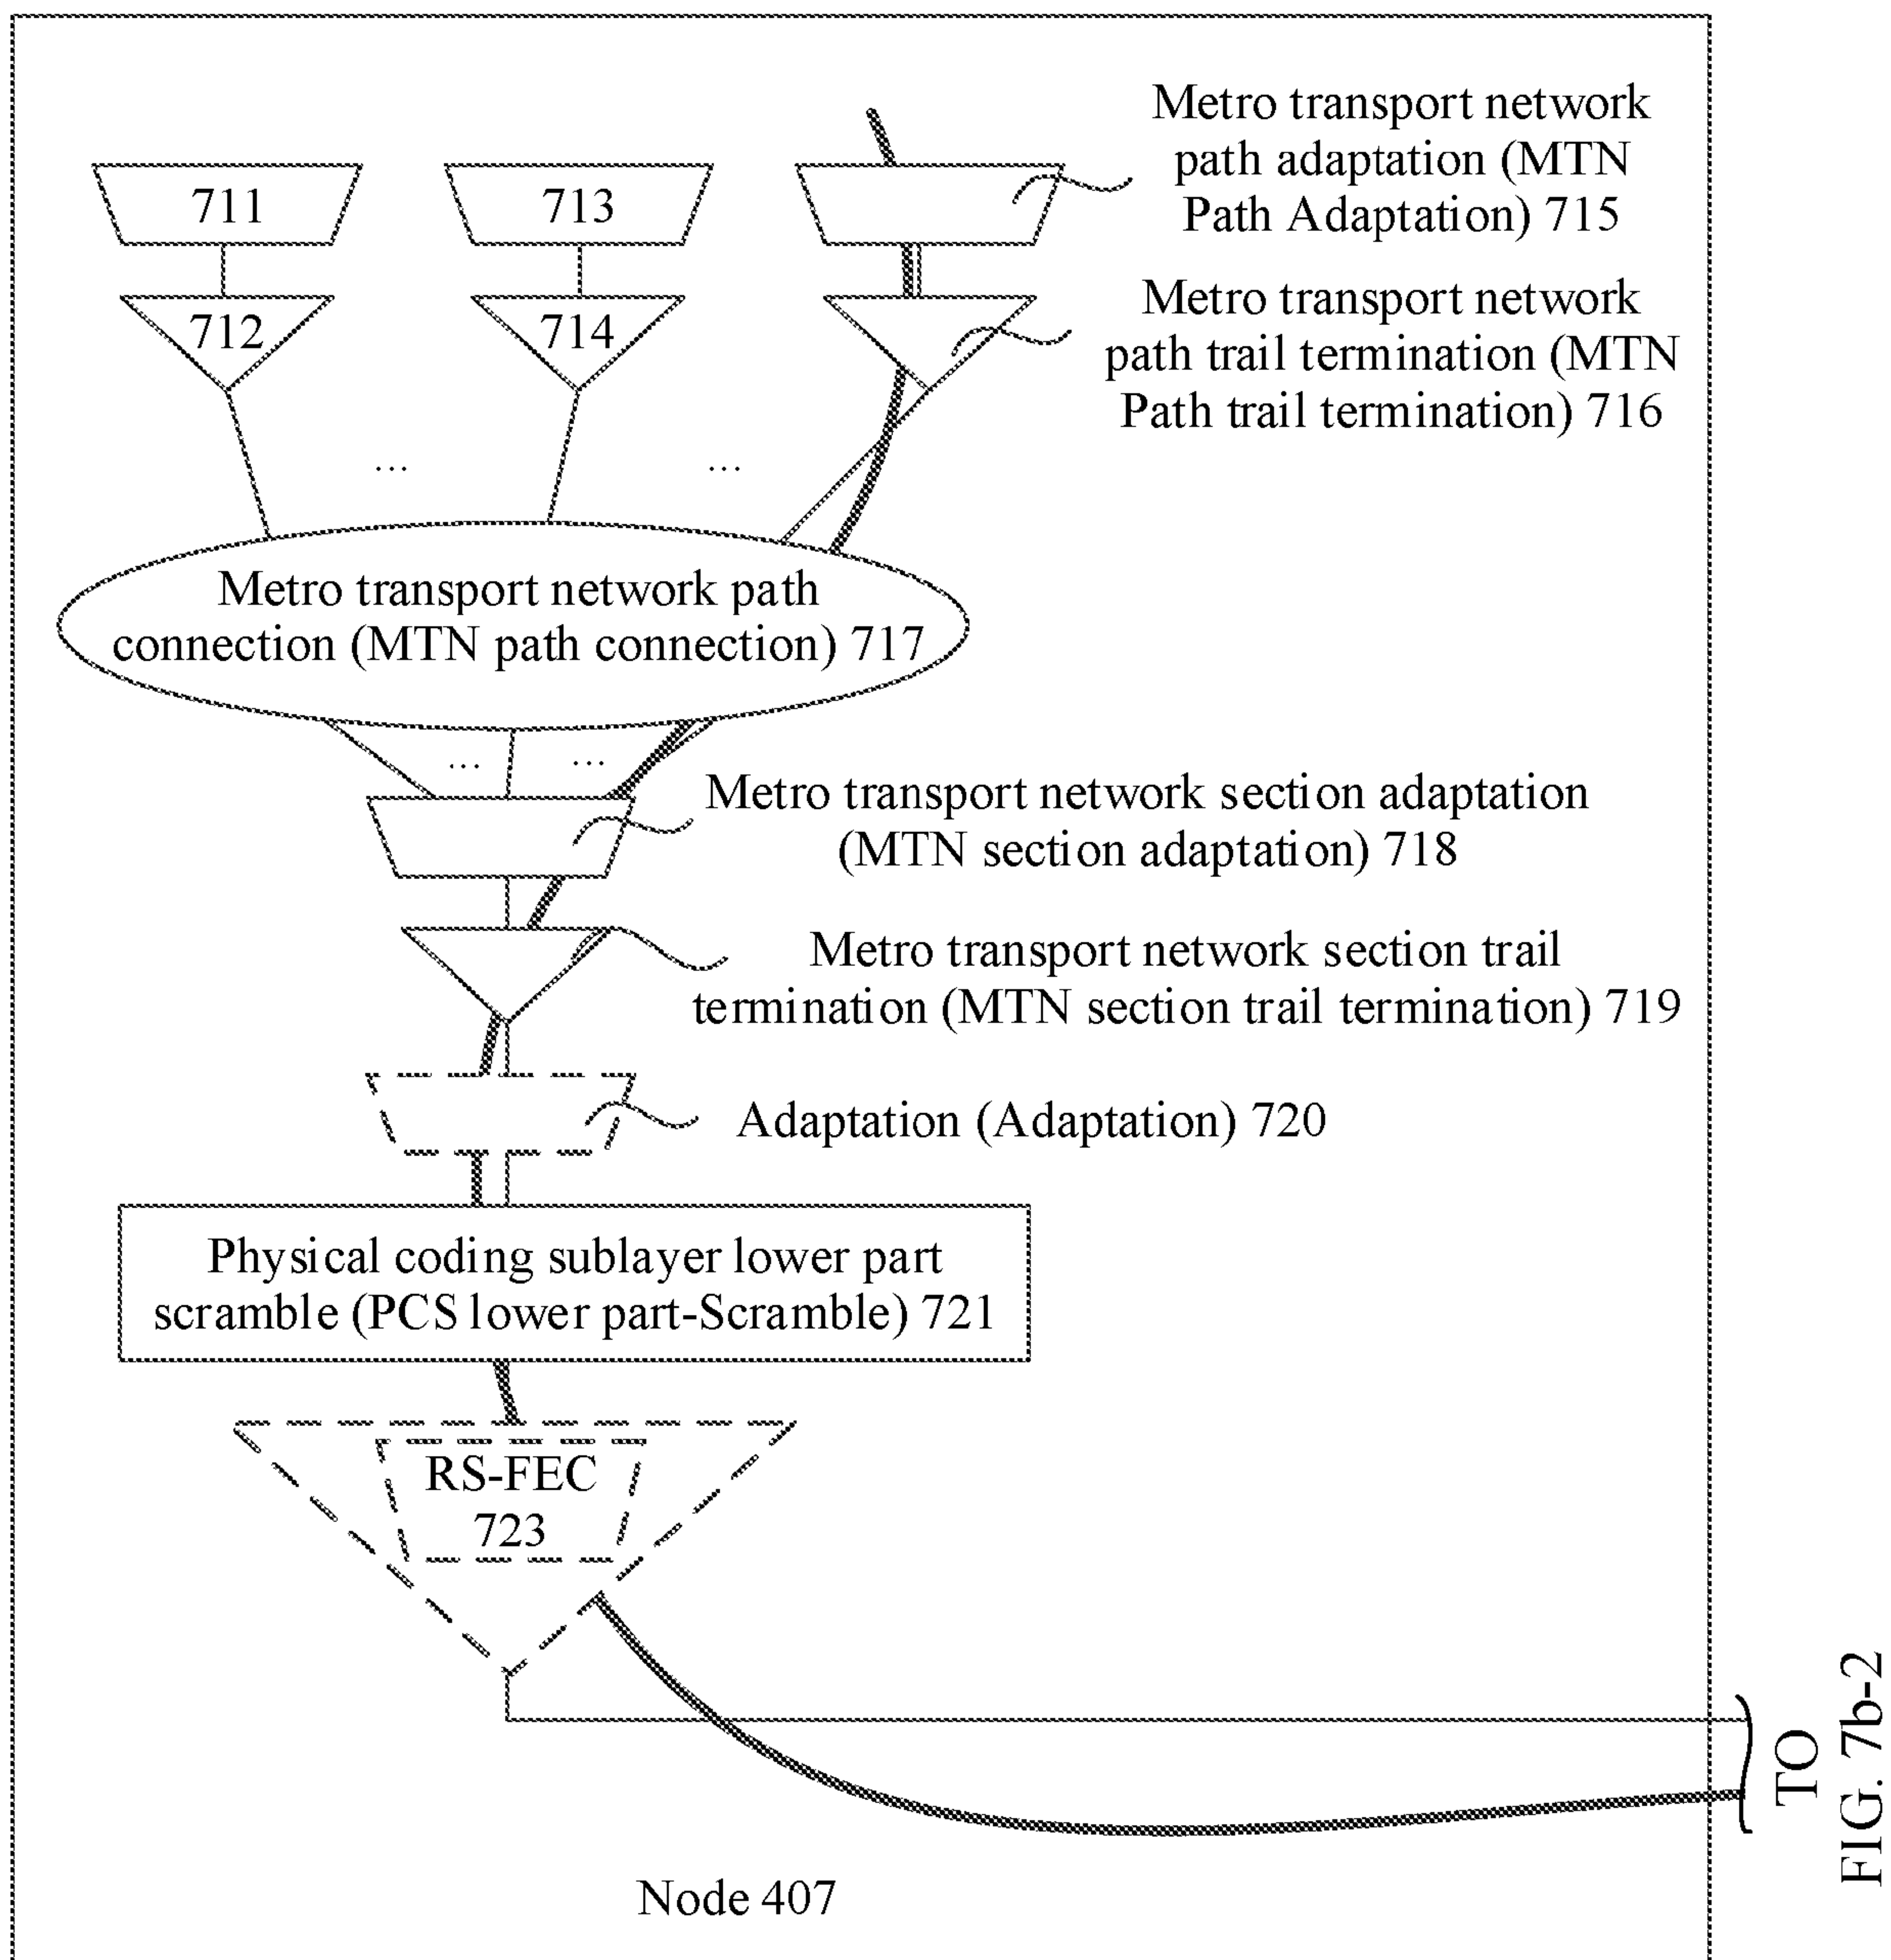 Metro transport network
path adaptation (MTN
Path Adaptation) 715
711
713
Metro transport network
path trail termination (MTN
Path trail termination) 716
712
714
...
...
Metro transport network path
connection (MTN path connection) 717
...
...
Metro transport network section adaptation
(MTN section adaptation) 718
Metro transport network section trail
termination (MTN section trail termination) 719
Adaptation (Adaptation) 720
Physical coding sublayer lower part
scramble (PCS lower part-Scramble) 721
RS-FEC
723
TO
FIG. 7b-2
Node 407